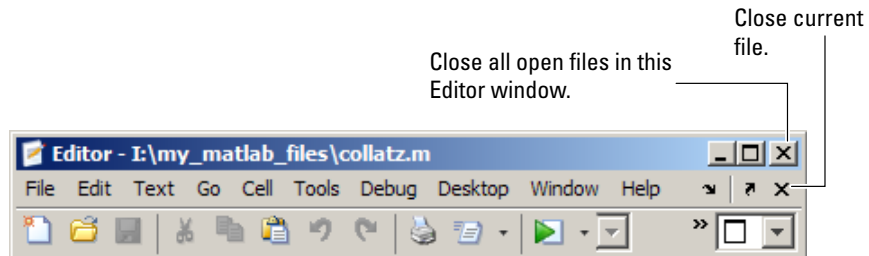 Close current
file.
Close all open files in this
Editor window.
Editor - I:\my_matlab_files\collatz.m
File Edit Text Go Cell Tools Debug Desktop Window Help